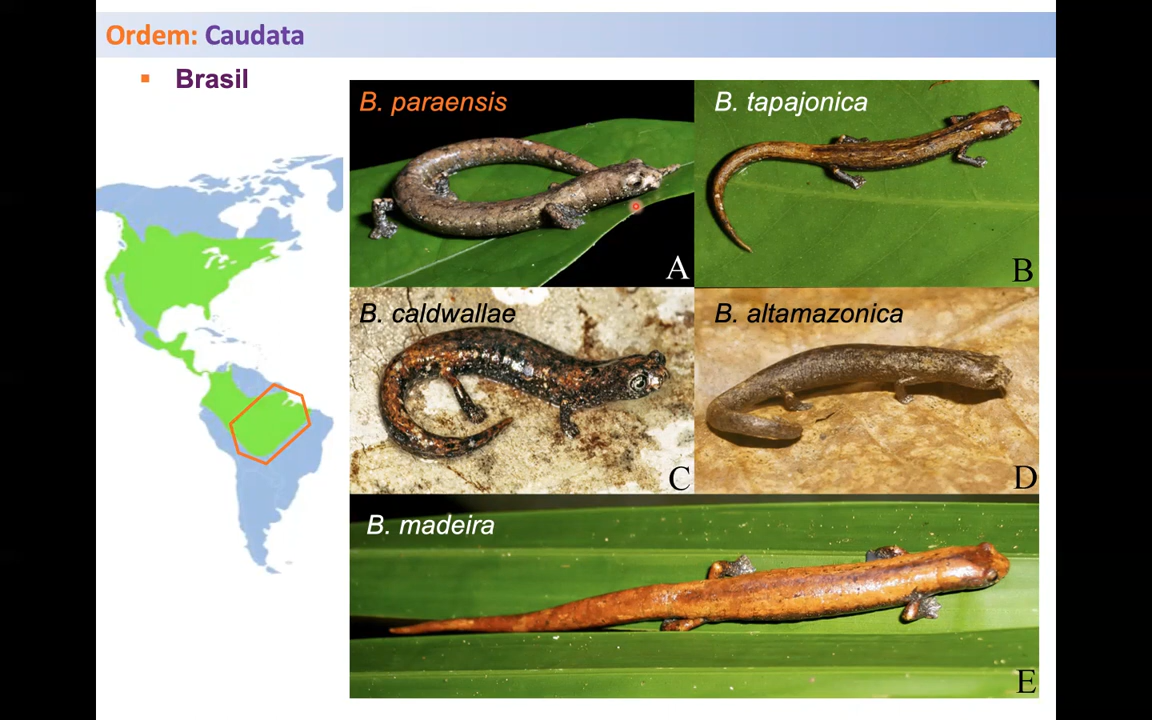 Ordem: Caudata
▪ Brasil
B. paraensis
A
B. tapajonica
B
B. caldwallae
C
B. altamazonica
D
B. madeira
E